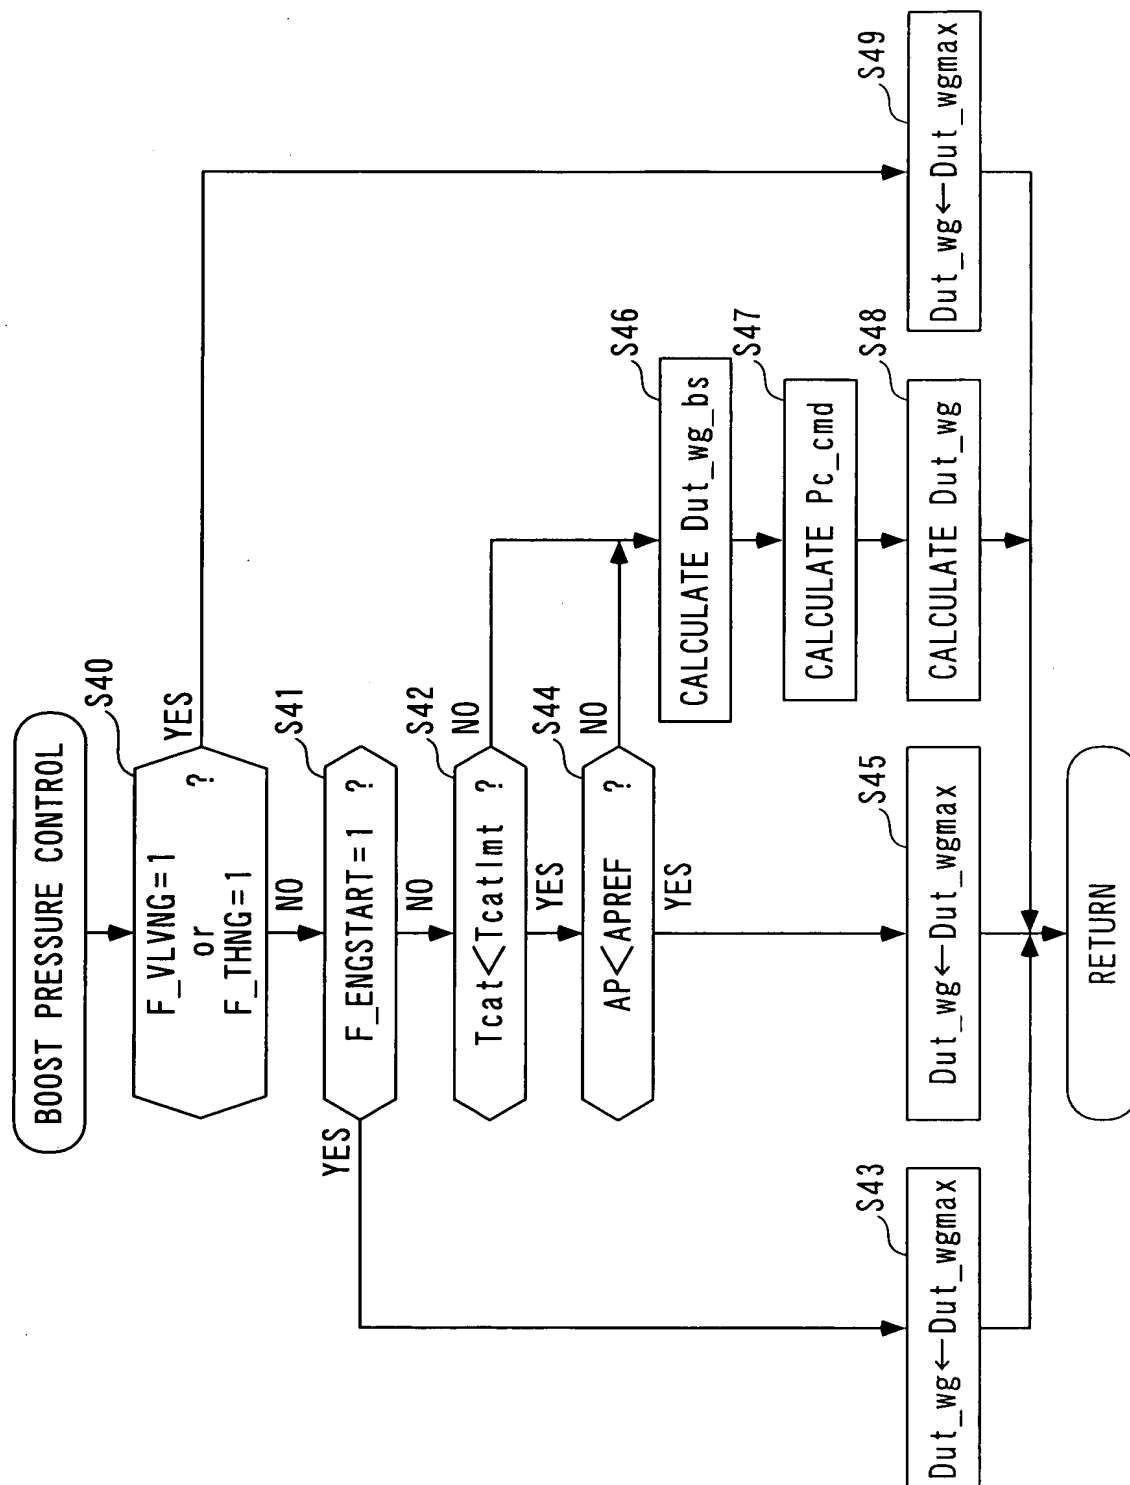 BOOST PRESSURE CONTROL
S40
F_VLVNG=1
or
F_THNG=1
?
YES
NO
S41
F_ENGSTART=1 ?
YES
NO
S42
Tcat<Tcatlmt ?
NO
YES
S44
AP<APREF ?
NO
YES
S46
CALCULATE Dut_wg_bs
S47
CALCULATE Pc_cmd
S43
Dut_wg←Dut_wgmax
S45
Dut_wg←Dut_wgmax
S48
CALCULATE Dut_wg
S49
Dut_wg←Dut_wgmax
RETURN